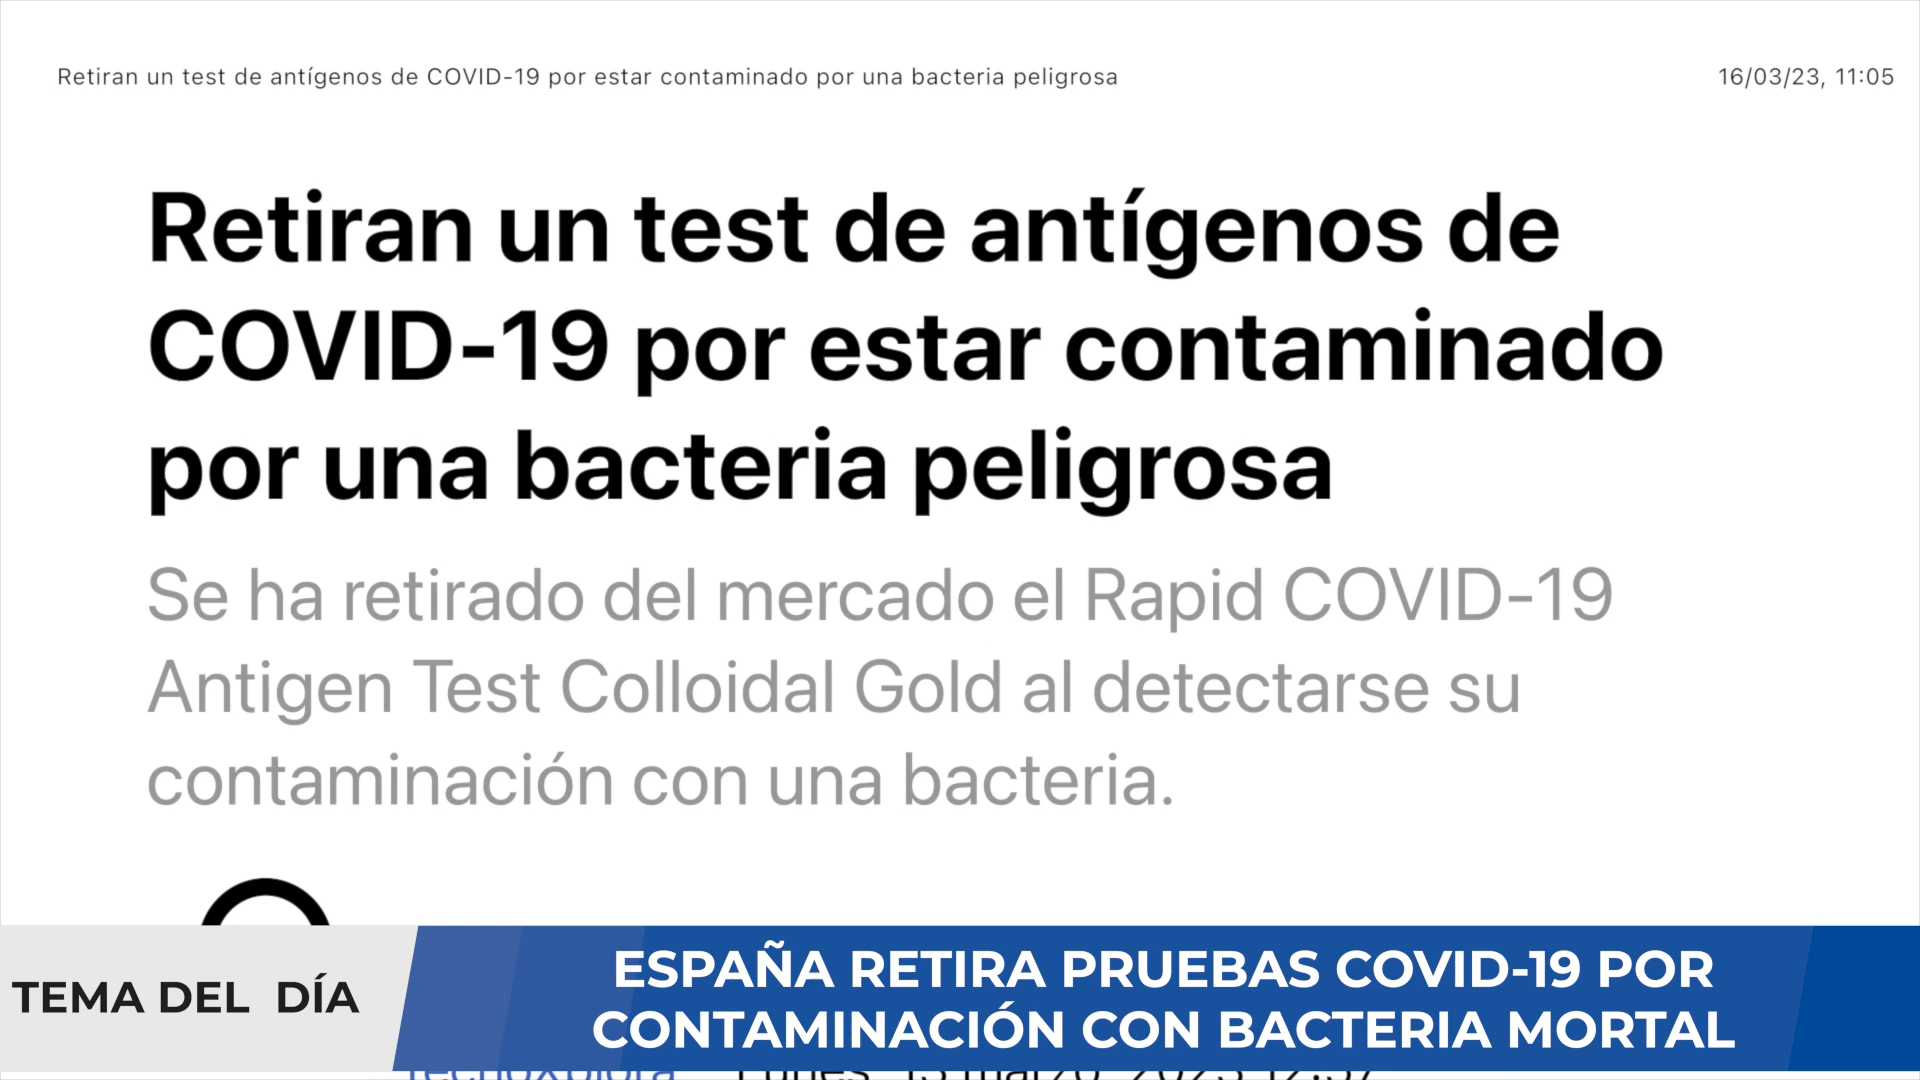 Retiran un test de antígenos de COVID-19 por estar contaminado por una bacteria peligrosa
16/03/23, 11:05
Retiran un test de antígenos de
COVID-19 por estar contaminado
por una bacteria peligrosa
Se ha retirado del mercado el Rapid COVID-19
Antigen Test Colloidal Gold al detectarse su
contaminación con una bacteria.
TEMA DEL DÍA
ESPAÑA RETIRA PRUEBAS COVID-19 POR
CONTAMINACIÓN CON BACTERIA MORTAL